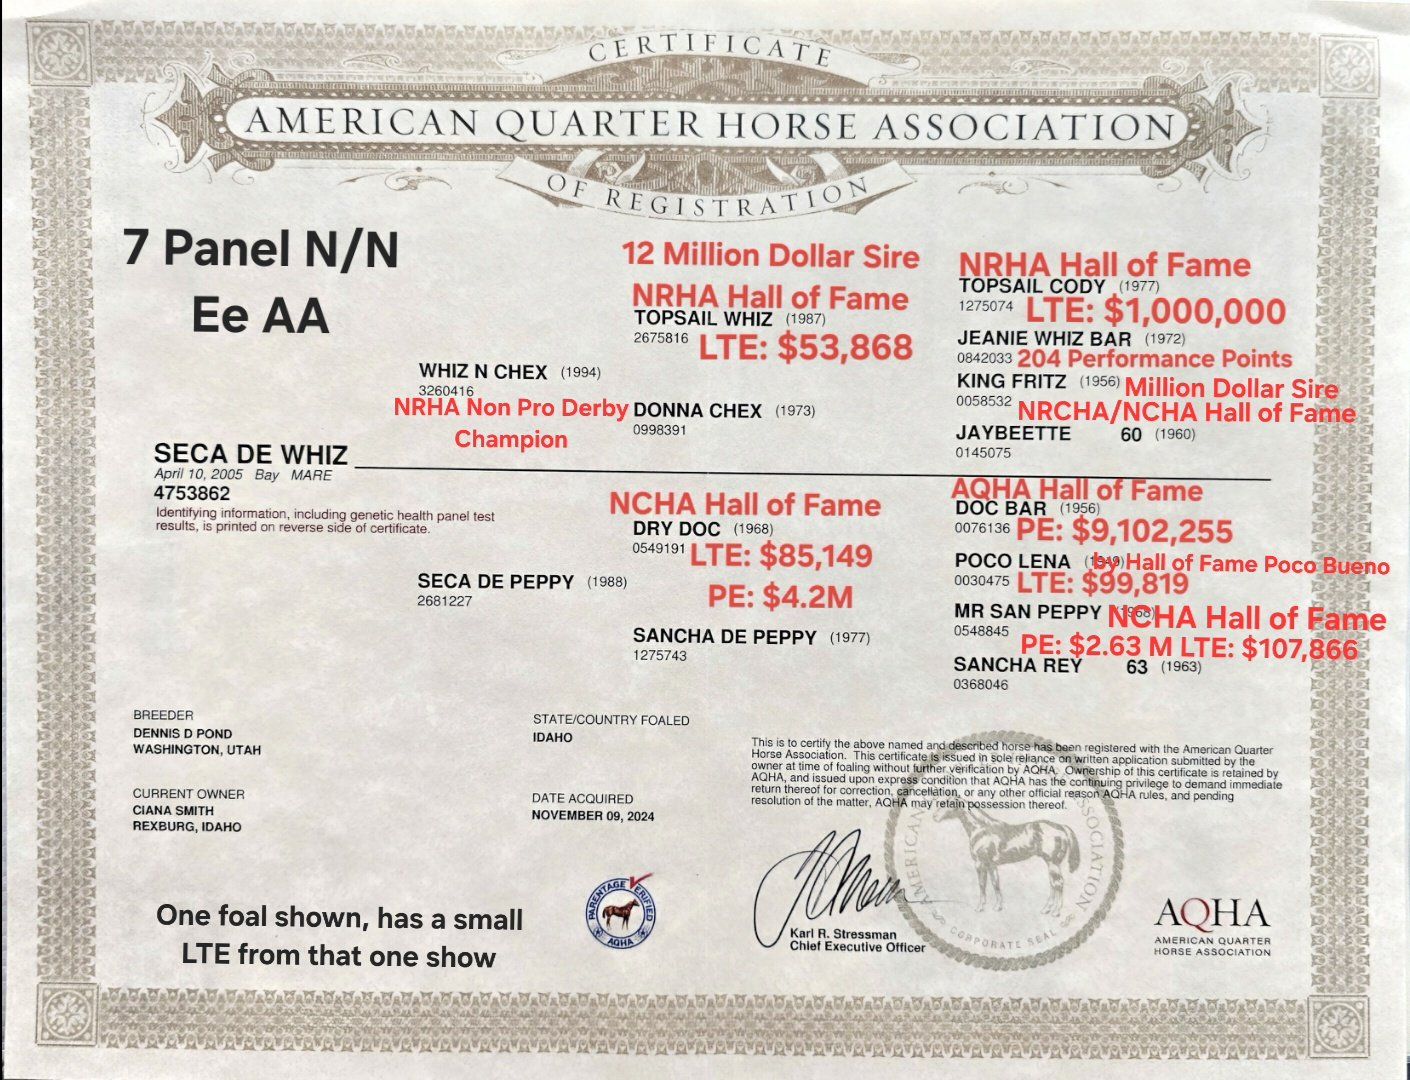 CERTIFICATE
AMERICAN QUARTER HORSE ASSOCIATION
OF REGISTRATION
7 Panel N/N
Ee AA
12 Million Dollar Sire
NRHA Hall of Fame
TOPSAIL WHIZ (1987)
2675816 LTE: $53,868
NRHA Hall of Fame
TOPSAIL CODY (1977)
1275074 LTE: $1,000,000
JEANIE WHIZ BAR (1972)
0842033 204 Performance Points
WHIZ N CHEX (1994)
3260416
NRHA Non Pro Derby
Champion
DONNA CHEX (1973)
0998391
KING FRITZ (1956) Million Dollar Sire
0058532 NRCHA/NCHA Hall of Fame
JAYBEETTE 60 (1960)
0145075
SECA DE WHIZ
April 10, 2005 Bay MARE
4753862
Identifying information, including genetic health panel test
results, is printed on reverse side of certificate.
NCHA Hall of Fame
DRY DOC (1968)
0549191 LTE: $85,149
PE: $4.2M
AQHA Hall of Fame
DOC BAR (1956)
0076136 PE: $9,102,255
POCO LENA (1949) by Hall of Fame Poco Bueno
0030475 LTE: $99,819
SECA DE PEPPY (1988)
2681227
SANCHA DE PEPPY (1977)
1275743
MR SAN PEPPY (1968) NCHA Hall of Fame
0548845 PE: $2.63 M LTE: $107,866
SANCHA REY 63 (1963)
0368046
BREEDER
DENNIS D POND
WASHINGTON, UTAH
STATE/COUNTRY FOALED
IDAHO
CURRENT OWNER
CIANA SMITH
REXBURG, IDAHO
DATE ACQUIRED
NOVEMBER 09, 2024
This is to certify the above named and described horse has been registered with the American Quarter
Horse Association. This certificate is issued in sole reliance on written application submitted by the
owner at time of foaling without further verification by AQHA. Ownership of this certificate is retained by
AQHA, and issued upon express condition that AQHA has the continuing privilege to demand immediate
return thereof for correction, cancellation, or any other official reason AQHA rules, and pending
resolution of the matter, AQHA may retain possession thereof.
One foal shown, has a small
LTE from that one show
PARENTAGE VERIFIED
AQHA
Karl R. Stressman
Chief Executive Officer
AMERICAN ASSOCIATION
CORPORATE SEAL
AQHA
AMERICAN QUARTER
HORSE ASSOCIATION